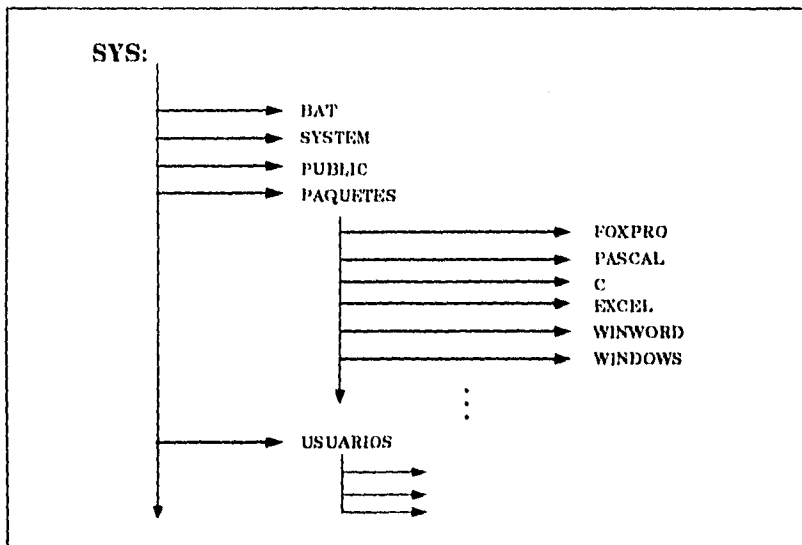 SYS:
BAT
SYSTEM
PUBLIC
PAQUETES
FOXPRO
PASCAL
C
EXCEL
WINWORD
WINDOWS
USUARIOS